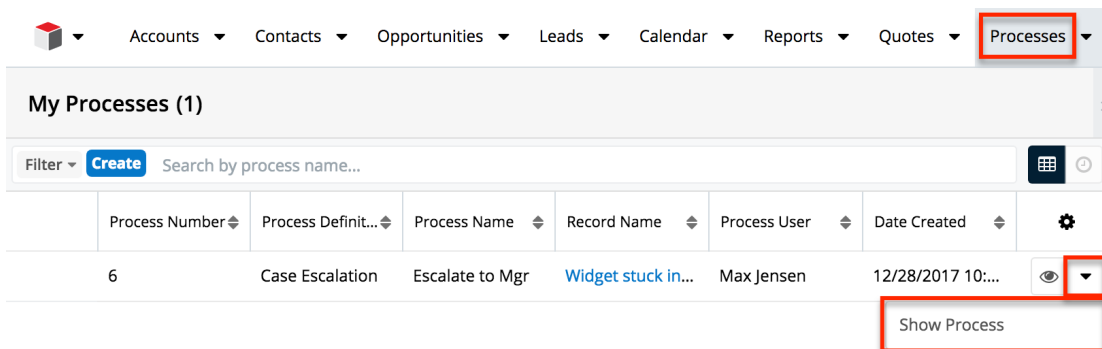 Accounts Contacts Opportunities Leads Calendar Reports Quotes Processes
My Processes (1)
Filter Create Search by process name...
Process Number Process Definit... Process Name Record Name Process User Date Created
6 Case Escalation Escalate to Mgr Widget stuck in... Max Jensen 12/28/2017 10:...
Show Process